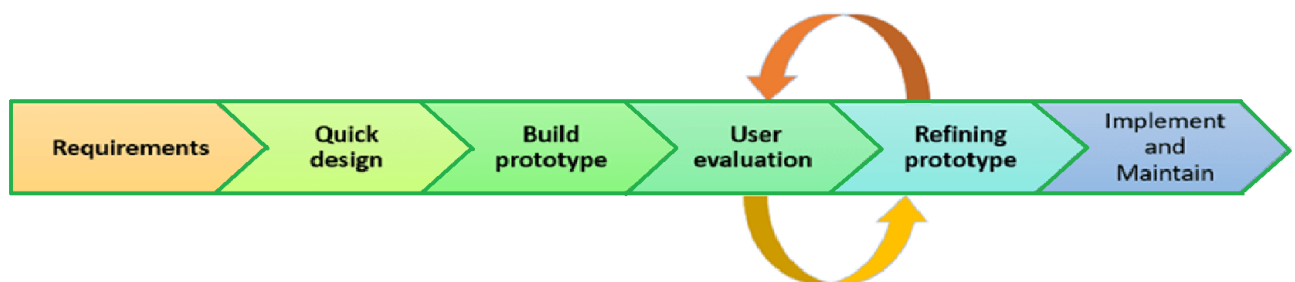 Requirements
Quick
design
Build
prototype
User
evaluation
Refining
prototype
Implement
and
Maintain